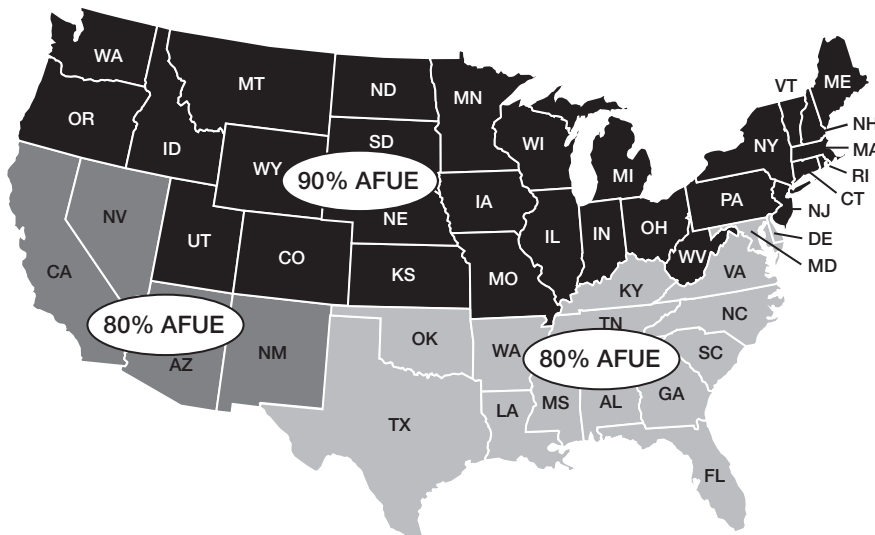 WA
MT
ND
MN
VT
ME
OR
ID
SD
WI
NY
NH
MA
WY
90% AFUE
MI
RI
CT
NV
NE
IA
PA
NJ
UT
CO
IL
IN
OH
DE
CA
KS
MO
WV
VA
MD
KY
80% AFUE
NM
OK
TN
NC
AZ
WA
80% AFUE
SC
TX
LA
MS
AL
GA
FL